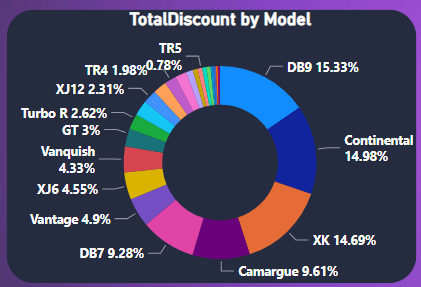 TotalDiscount by Model
TR5
0.78%
TR4 1.98%
XJ12 2.31%
Turbo R 2.62%
GT 3%
Vanquish
4.33%
XJ6 4.55%
Vantage 4.9%
DB7 9.28%
DB9 15.33%
Continental
14.98%
XK 14.69%
Camargue 9.61%